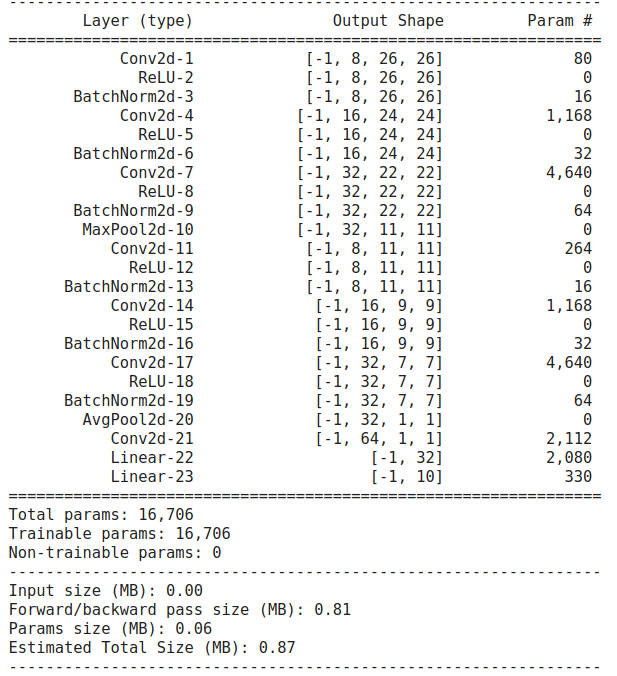 ----------------------------------------------------------------
        Layer (type)               Output Shape         Param #
================================================================
            Conv2d-1            [-1, 8, 26, 26]              80
              ReLU-2            [-1, 8, 26, 26]               0
       BatchNorm2d-3            [-1, 8, 26, 26]              16
            Conv2d-4           [-1, 16, 24, 24]           1,168
              ReLU-5           [-1, 16, 24, 24]               0
       BatchNorm2d-6           [-1, 16, 24, 24]              32
            Conv2d-7           [-1, 32, 22, 22]           4,640
              ReLU-8           [-1, 32, 22, 22]               0
       BatchNorm2d-9           [-1, 32, 22, 22]              64
        MaxPool2d-10           [-1, 32, 11, 11]               0
           Conv2d-11            [-1, 8, 11, 11]             264
             ReLU-12            [-1, 8, 11, 11]               0
      BatchNorm2d-13            [-1, 8, 11, 11]              16
           Conv2d-14             [-1, 16, 9, 9]           1,168
             ReLU-15             [-1, 16, 9, 9]               0
      BatchNorm2d-16             [-1, 16, 9, 9]              32
           Conv2d-17             [-1, 32, 7, 7]           4,640
             ReLU-18             [-1, 32, 7, 7]               0
      BatchNorm2d-19             [-1, 32, 7, 7]              64
        AvgPool2d-20             [-1, 32, 1, 1]               0
           Conv2d-21             [-1, 64, 1, 1]           2,112
           Linear-22                   [-1, 32]           2,080
           Linear-23                   [-1, 10]             330
================================================================
Total params: 16,706
Trainable params: 16,706
Non-trainable params: 0
----------------------------------------------------------------
Input size (MB): 0.00
Forward/backward pass size (MB): 0.81
Params size (MB): 0.06
Estimated Total Size (MB): 0.87
----------------------------------------------------------------